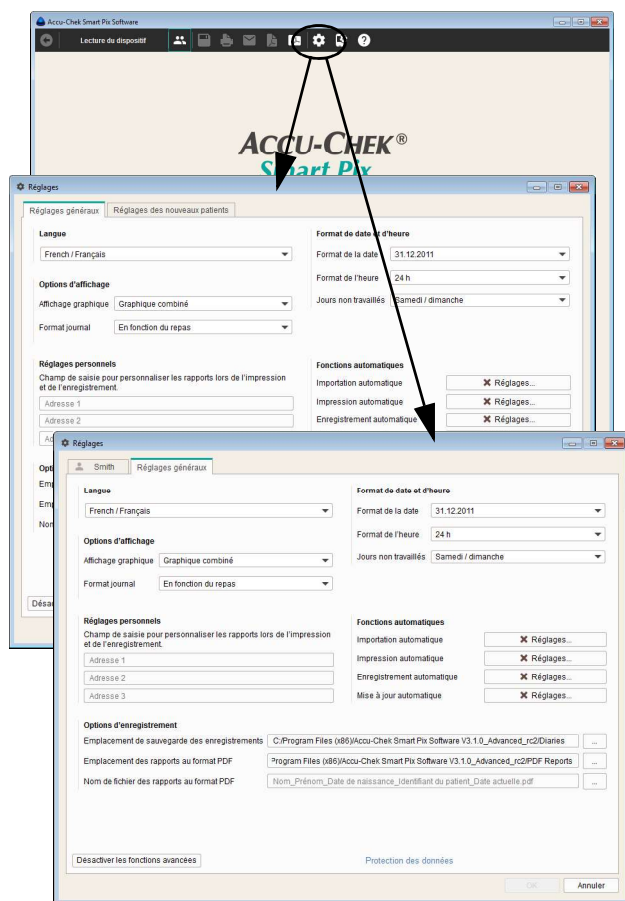 Accu-Chek Smart Pix Software
Lecture du dispositif
ACCU-CHEK®
Smart Pix
Réglages
Réglages généraux
Réglages des nouveaux patients
Langue
French / Français
Options d'affichage
Affichage graphique
Graphique combiné
Format journal
En fonction du repas
Format de date et d'heure
Format de la date
31.12.2011
Format de l'heure
24 h
Jours non travaillés
Samedi / dimanche
Réglages personnels
Champ de saisie pour personnaliser les rapports lors de l'impression
et de l'enregistrement.
Adresse 1
Adresse 2
Fonctions automatiques
Importation automatique
Réglages...
Impression automatique
Réglages...
Enregistrement automatique
Réglages...
Réglages
Smith
Réglages généraux
Langue
French / Français
Options d'affichage
Affichage graphique
Graphique combiné
Format journal
En fonction du repas
Format de date et d'heure
Format de la date
31.12.2011
Format de l'heure
24 h
Jours non travaillés
Samedi / dimanche
Réglages personnels
Champ de saisie pour personnaliser les rapports lors de l'impression
et de l'enregistrement.
Adresse 1
Adresse 2
Adresse 3
Fonctions automatiques
Importation automatique
Réglages...
Impression automatique
Réglages...
Enregistrement automatique
Réglages...
Mise à jour automatique
Réglages...
Options d'enregistrement
Emplacement de sauvegarde des enregistrements
C:/Program Files (x86)/Accu-Chek Smart Pix Software V3.1.0_Advanced_rc2/Diaries
...
Emplacement des rapports au format PDF
Program Files (x86)/Accu-Chek Smart Pix Software V3.1.0_Advanced_rc2/PDF Reports
...
Nom de fichier des rapports au format PDF
Nom_Prénom_Date de naissance_Identifiant du patient_Date actuelle.pdf
...
Désactiver les fonctions avancées
Protection des données
OK
Annuler